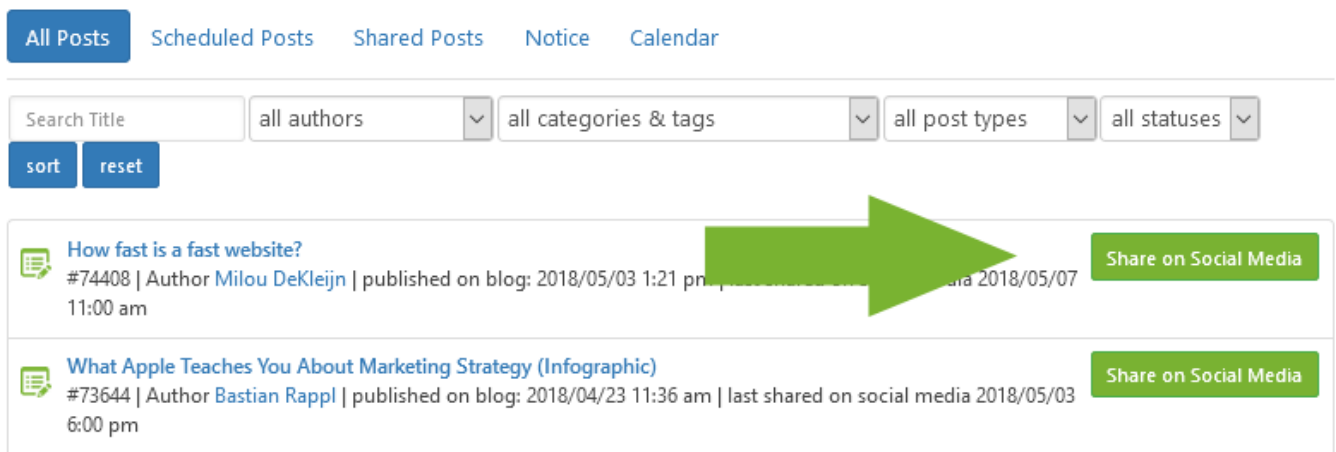 All Posts Scheduled Posts Shared Posts Notice Calendar
Search Title all authors all categories & tags all post types all statuses
sort reset
How fast is a fast website?
Share on Social Media
#74408 | Author Milou DeKleijn | published on blog: 2018/05/03 1:21 pm 2018/05/07
11:00 am
What Apple Teaches You About Marketing Strategy (Infographic)
Share on Social Media
#73644 | Author Bastian Rappl | published on blog: 2018/04/23 11:36 am | last shared on social media 2018/05/03
6:00 pm